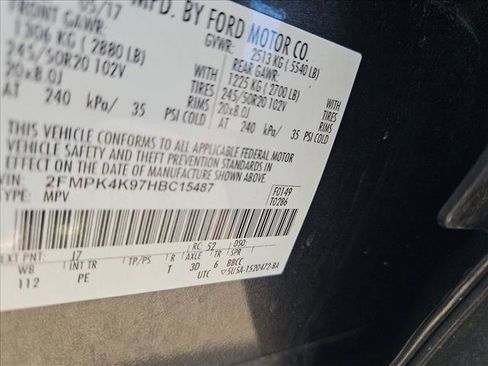 05/17
MFD. BY FORD MOTOR CO.
FRONT GAWR:
1306 KG ( 2880 LB)
245/50R20 102V
20x8.0J
AT 240 kPa/ 35
TIRES
RIMS
PSI COLD
GVWR: 2513 KG (5540 LB)
REAR GAWR:
1225 KG (2700 LB)
245/50R20 102V
20x8.0J
AT 240 kPa/ 35
TIRES
RIMS
PSI COLD
THIS VEHICLE CONFORMS TO ALL APPLICABLE FEDERAL MOTOR
VEHICLE SAFETY AND THEFT PREVENTION STANDARDS IN
EFFECT ON THE DATE OF MANUFACTURE SHOWN ABOVE.
VIN: 2FMPK4K97HBC15487
TYPE: MPV
F0149
T0286
EXT PNT: J7 RC: 52 DSO:
WB INT TR TP/PS R AXLE TR SPR
112 PE T 3D 6 BBCC
UTC 5U5A-1520472-BA